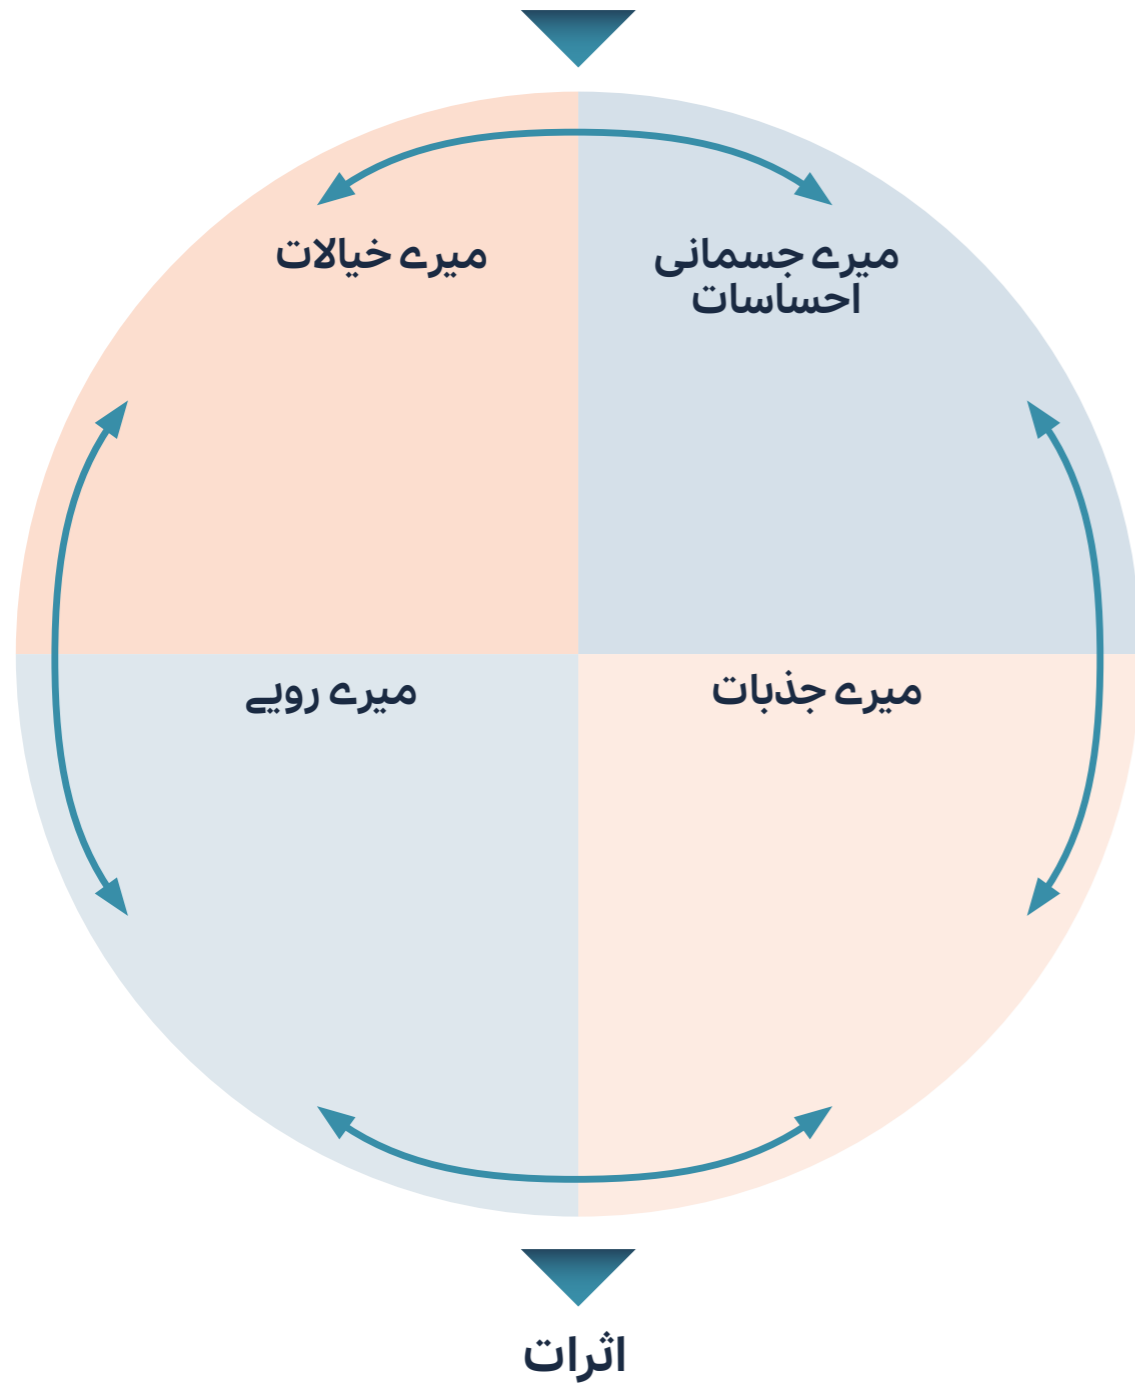 میرے جسمانی
احساسات
میرے خیالات
میرے جذبات
میرے رویے
اثرات